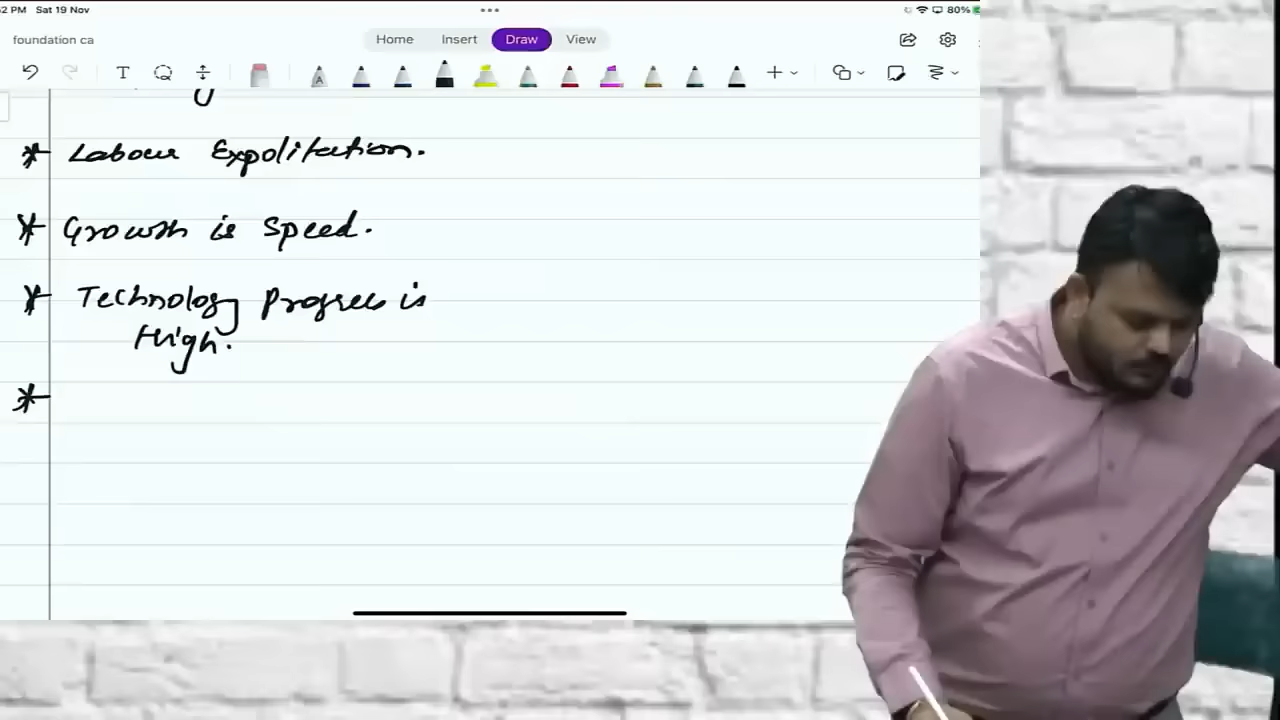 2 PM Sat 19 Nov
80%
foundation ca
Home Insert Draw View
* Labour Expolitation.
* Growth is Speed.
* Technology Progress is
High.
*